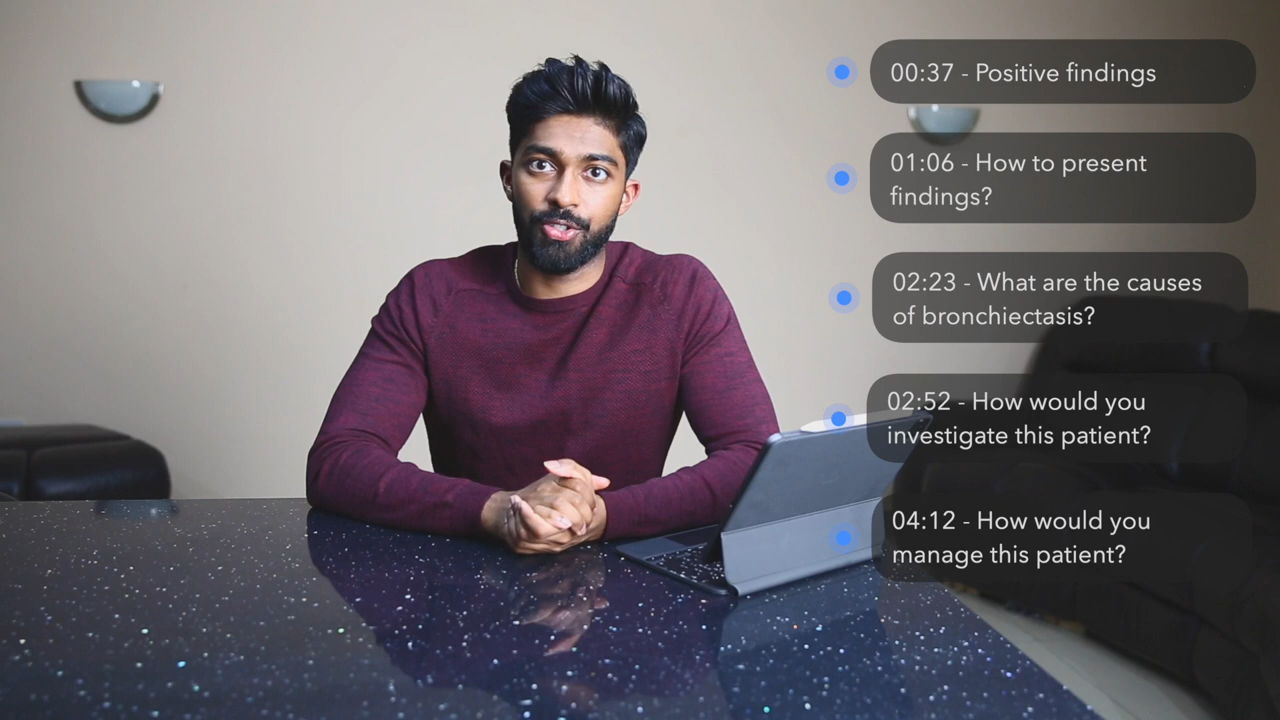 00:37 - Positive findings
01:06 - How to present
findings?
02:23 - What are the causes
of bronchiectasis?
02:52 - How would you
investigate this patient?
04:12 - How would you
manage this patient?